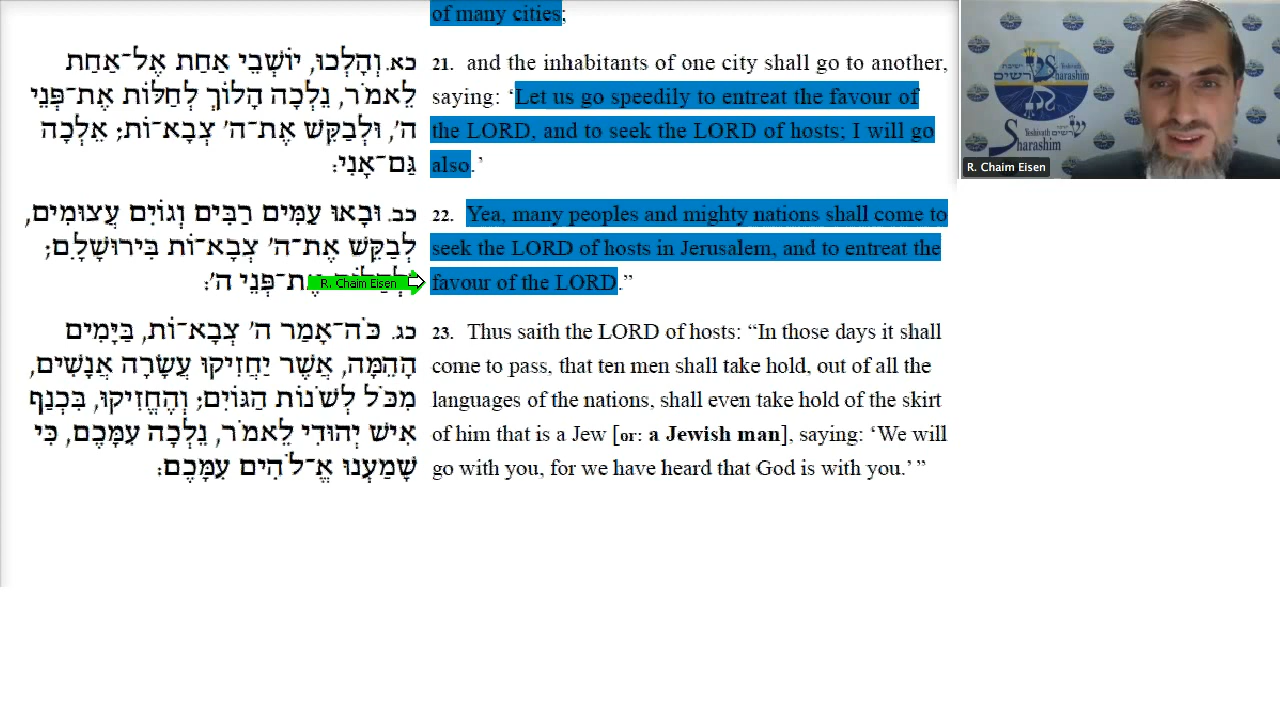 of many cities;
כא. וְהָלְכוּ, יוֹשְׁבֵי אַחַת אֶל־אַחַת
לֵאמֹר, נֵלְכָה הָלוֹךְ לְחַלּוֹת אֶת־פְּנֵי
ה', וּלְבַקֵּשׁ אֶת־ה' צְבָא־וֹת; אֵלְכָה
גַּם־אָנִי:
21. and the inhabitants of one city shall go to another,
saying: ‘Let us go speedily to entreat the favour of
the LORD, and to seek the LORD of hosts; I will go
also.’
כב. וּבָאוּ עַמִּים רַבִּים וְגוֹיִם עֲצוּמִים,
לְבַקֵּשׁ אֶת־ה' צְבָא־וֹת בִּירוּשָׁלָ͏ִם;
אֶת־פְּנֵי ה':
22. Yea, many peoples and mighty nations shall come to
seek the LORD of hosts in Jerusalem, and to entreat the
favour of the LORD.”
R. Chaim Eisen
כג. כֹּה־אָמַר ה' צְבָא־וֹת, בַּיָּמִים
הָהֵמָּה, אֲשֶׁר יַחֲזִיקוּ עֲשָׂרָה אֲנָשִׁים,
מִכֹּל לְשֹׁנוֹת הַגּוֹיִם; וְהֶחֱזִיקוּ, בִּכְנַף
אִישׁ יְהוּדִי לֵאמֹר, נֵלְכָה עִמָּכֶם, כִּי
שָׁמַעְנוּ אֱ־לֹהִים עִמָּכֶם:
23. Thus saith the LORD of hosts: “In those days it shall
come to pass, that ten men shall take hold, out of all the
languages of the nations, shall even take hold of the skirt
of him that is a Jew [or: a Jewish man], saying: ‘We will
go with you, for we have heard that God is with you.’ ”
ישיבת
שרשים
Yeshivath
Sharashim
Yeshivath
Sharashim
R. Chaim Eisen